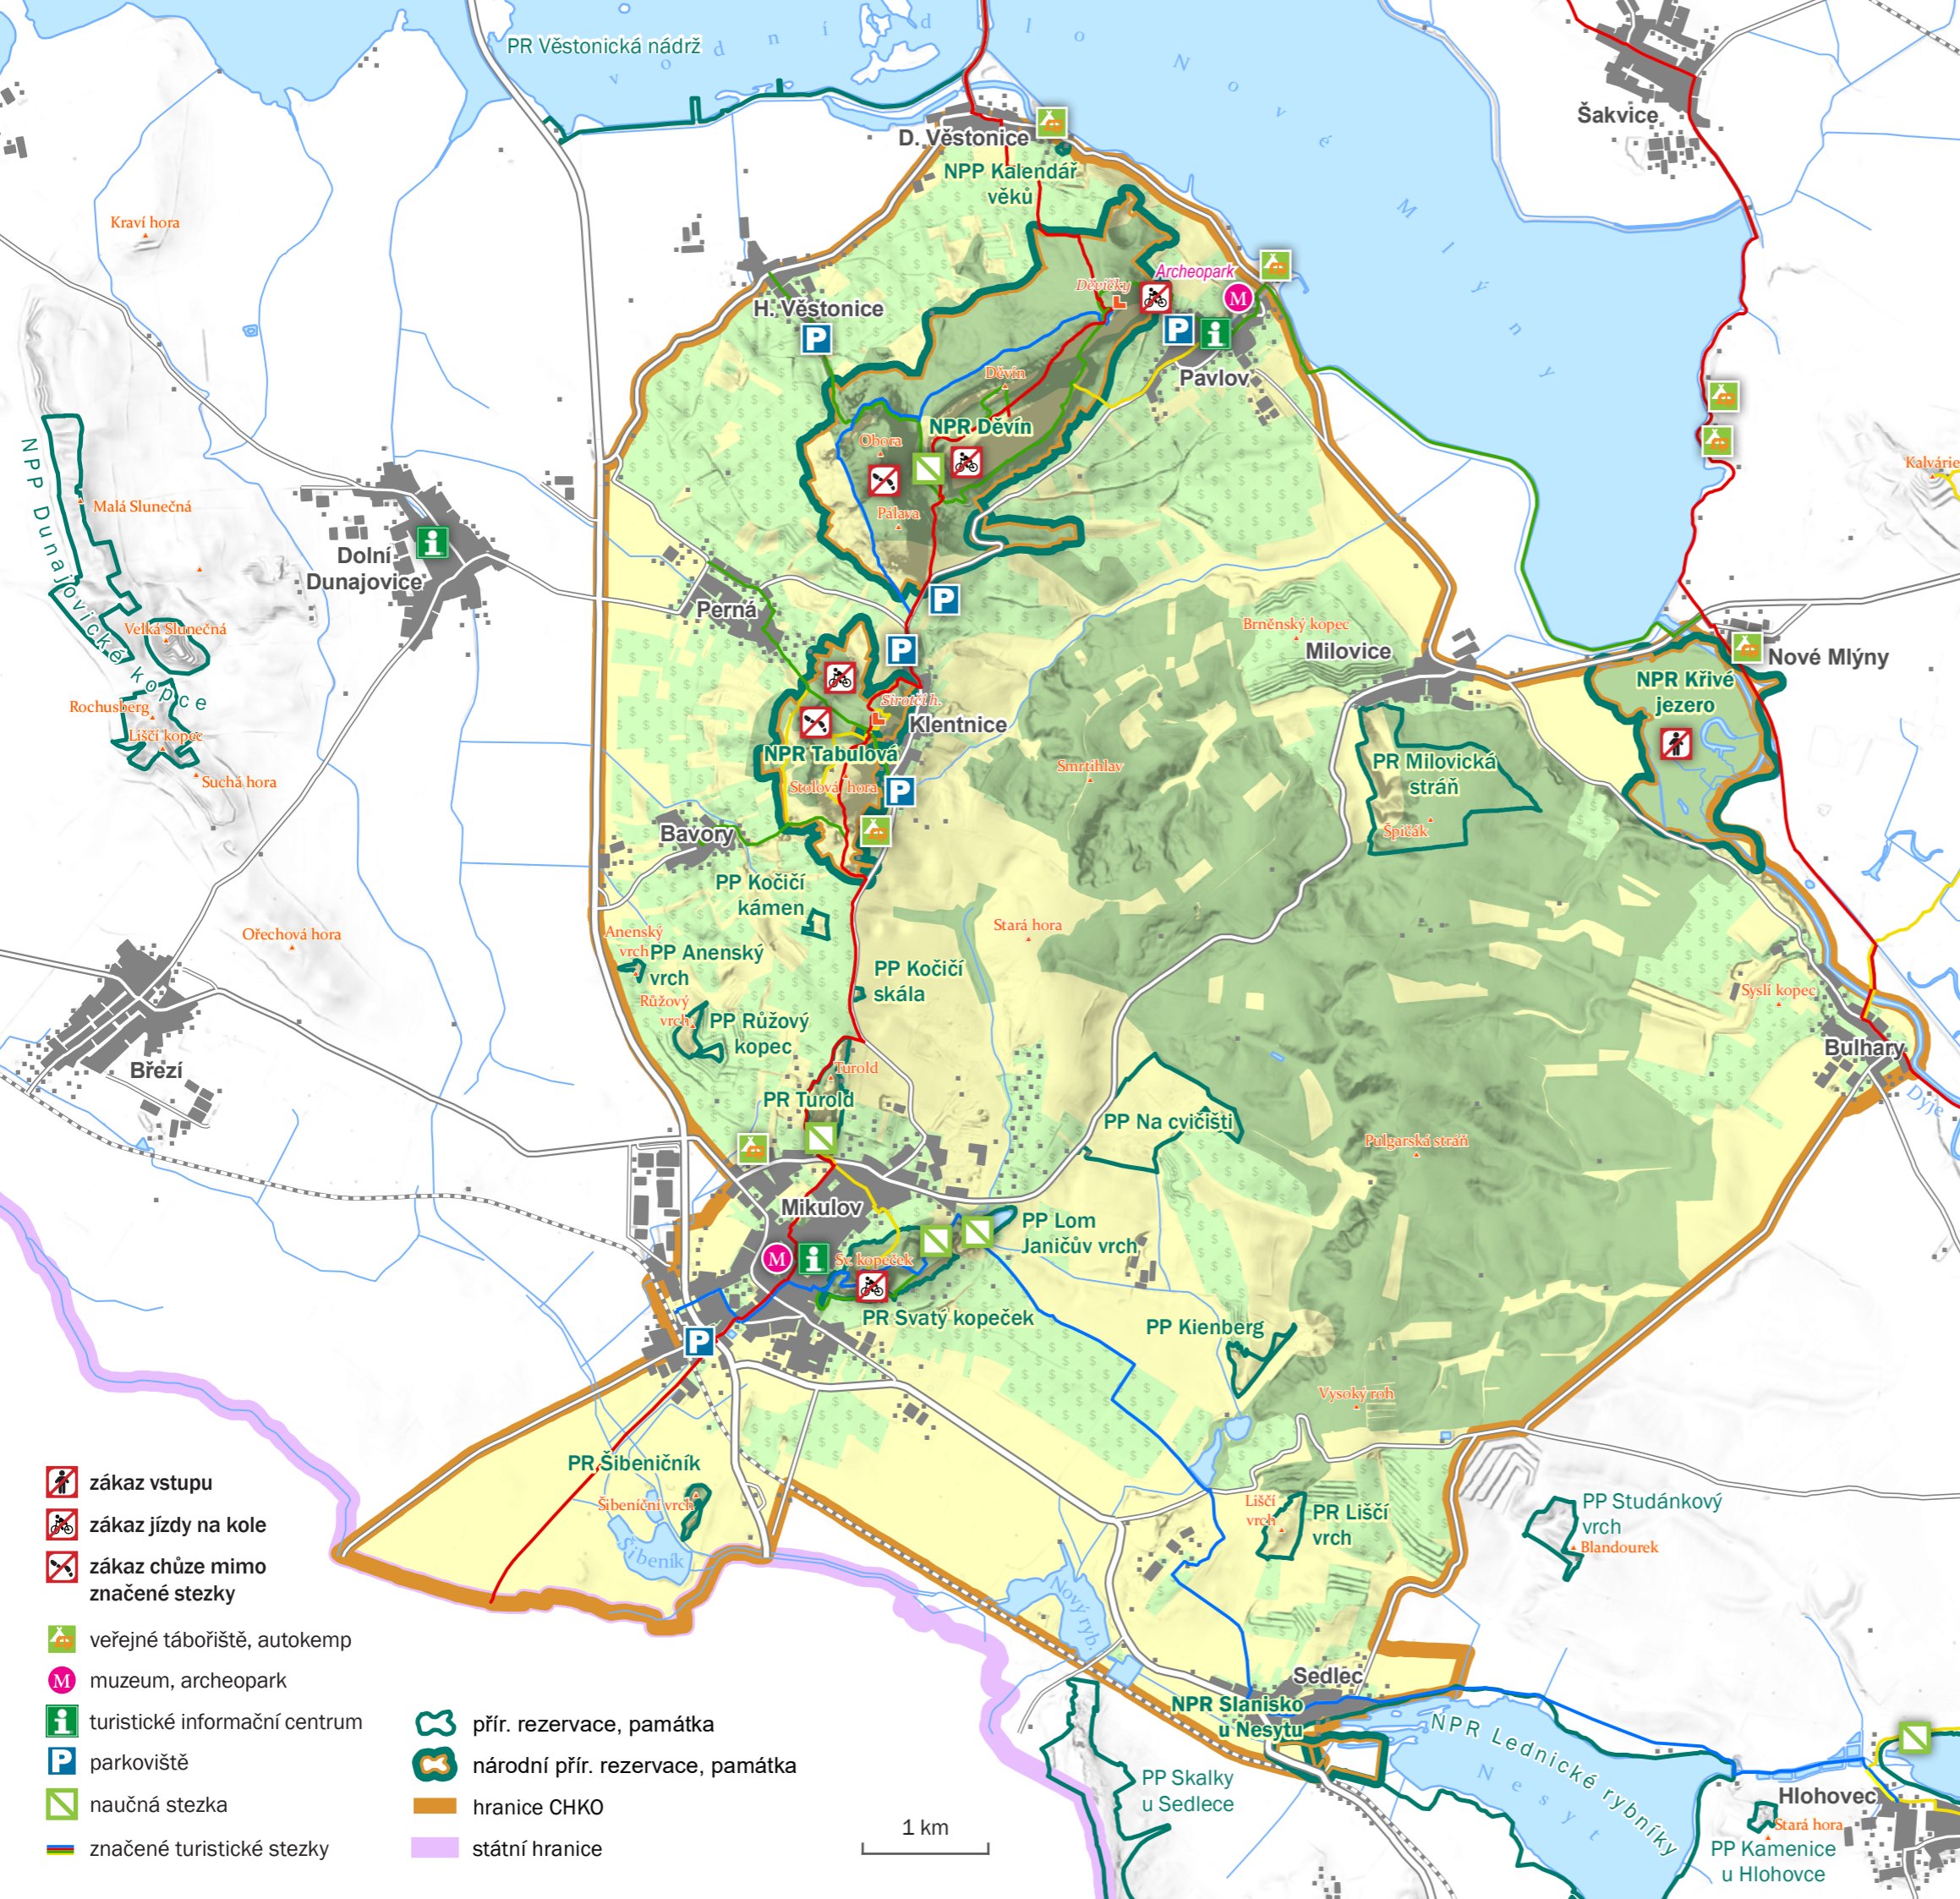 PR Věstonická nádrž
vodní dílo Nové Mlýny
Šakvice
D. Věstonice
NPP Kalendář
věků
Kraví hora
Archeopark
Děvičky
M
H. Věstonice
P
P
i
Pavlov
Děvín
NPR Děvín
Obora
Pálava
Kalvárie
NPP Dunajovické kopce
Malá Slunečná
Dolní
Dunajovice
i
Velká Slunečná
Rochusberg
Liščí kopec
Suchá hora
Perná
P
P
Brněnský kopec
Milovice
Nové Mlýny
NPR Křivé
jezero
Sirotčí h.
Klentnice
NPR Tabulová
Stolová hora
P
Smrtihlav
PR Milovická
stráň
Špičák
Bavory
PP Kočičí
kámen
Ořechová hora
Anenský
vrch
PP Anenský
vrch
Stará hora
PP Kočičí
skála
Růžový
vrch
PP Růžový
kopec
Syslí kopec
Bulhary
Dyje
Březí
Turold
PR Turold
PP Na cvičišti
Pulgarská stráň
Mikulov
PP Lom
Janičův vrch
M
i
Sv. kopeček
PR Svatý kopeček
PP Kienberg
P
Vysoký roh
PR Šibeničník
Šibeniční vrch
Šibeník
Liščí
vrch
PR Liščí
vrch
PP Studánkový
vrch
Blandourek
Nový ryb.
Sedlec
NPR Slanisko
u Nesytu
NPR Lednické rybníky
Nesyt
PP Skalky
u Sedlece
Hlohovec
Stará hora
PP Kamenice
u Hlohovce
zákaz vstupu
zákaz jízdy na kole
zákaz chůze mimo
značené stezky
veřejné tábořiště, autokemp
M muzeum, archeopark
i turistické informační centrum
P parkoviště
naučná stezka
značené turistické stezky
přír. rezervace, památka
národní přír. rezervace, památka
hranice CHKO
státní hranice
1 km